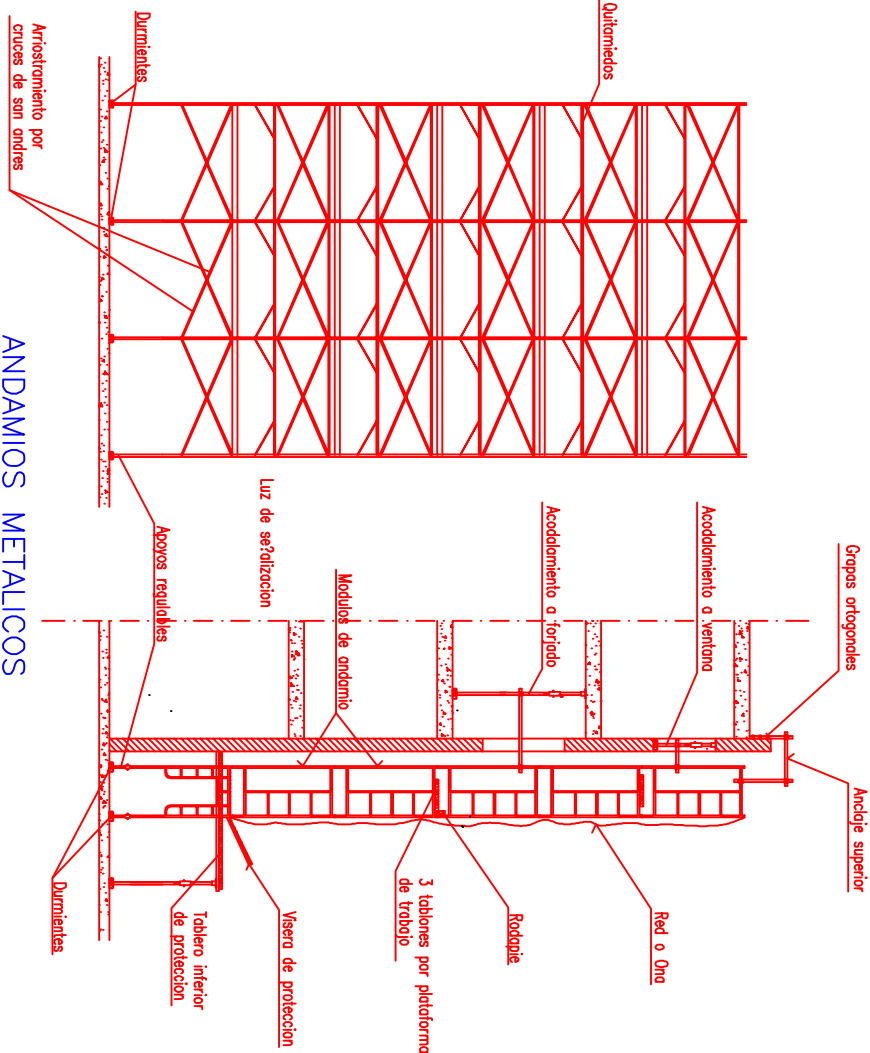 Quitamiedos
Durmientes
Arriostramiento por
cruces de san andres
Grapas ortogonales
Anclaje superior
Acodalamiento a ventana
Red o Ona
Acodalamiento a forjado
Rodapie
3 tablones por plataforma
de trabajo
Modulos de andamio
Luz de se?alizacion
Visera de proteccion
Apoyos regulables
Tablero inferior
de proteccion
Durmientes
ANDAMIOS METALICOS